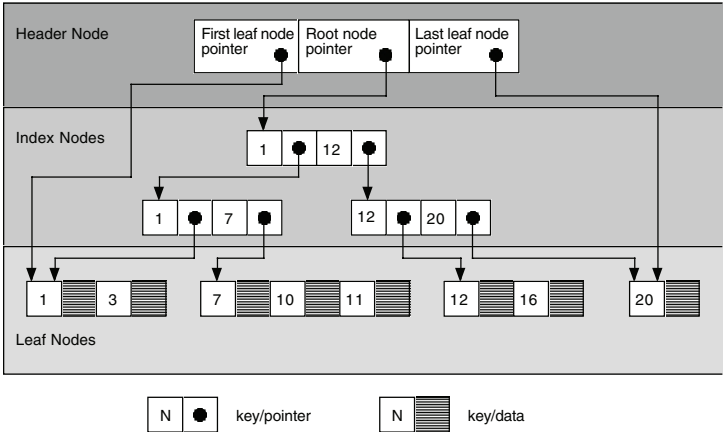 Header Node
First leaf node
pointer
Root node
pointer
Last leaf node
pointer
Index Nodes
1 12
1 7
12 20
1 3
7 10 11
12 16
20
Leaf Nodes
N key/pointer
N key/data